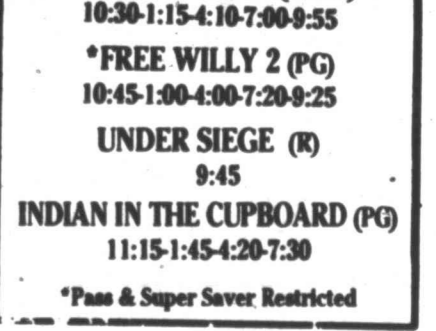 10:30-1:15-4:10-7:00-9:55
*FREE WILLY 2 (PG)
10:45-1:00-4:00-7:20-9:25
UNDER SIEGE (R)
9:45
INDIAN IN THE CUPBOARD (PG)
11:15-1:45-4:20-7:30
*Pass & Super Saver Restricted